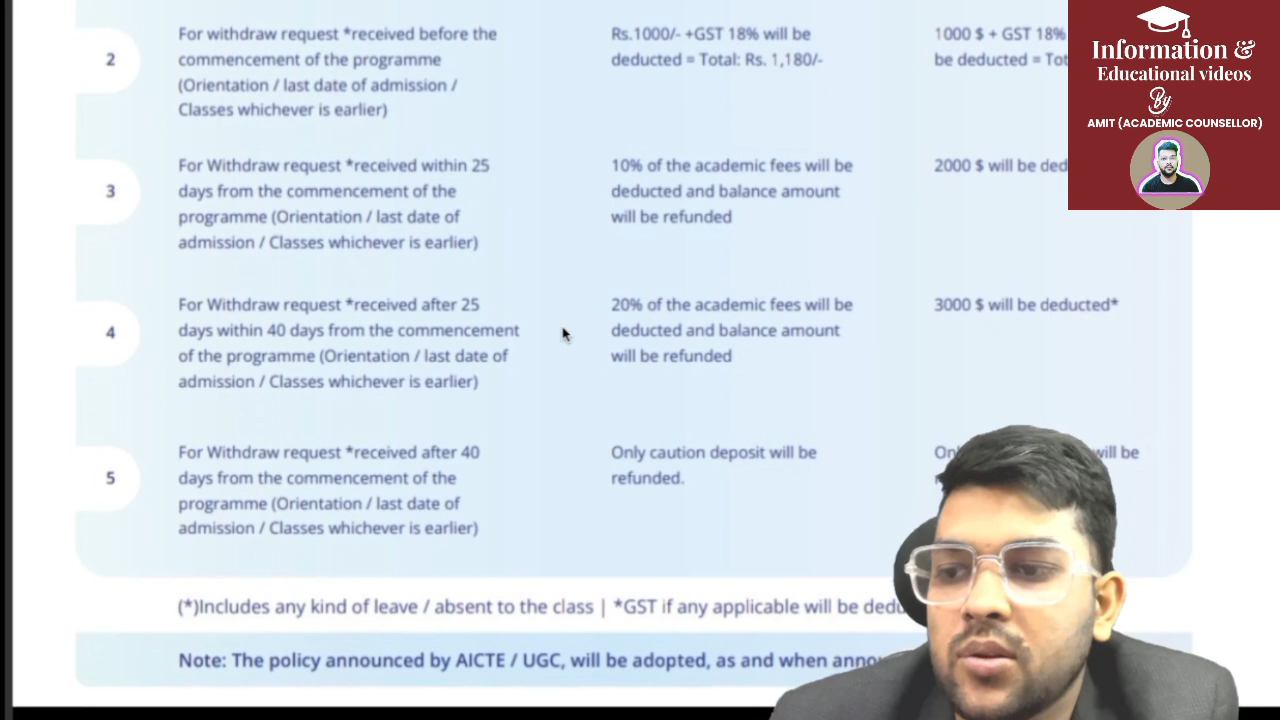 2
For withdraw request *received before the
commencement of the programme
(Orientation / last date of admission /
Classes whichever is earlier)
Rs.1000/- +GST 18% will be
deducted = Total: Rs. 1,180/-
1000 $ + GST 18%
be deducted =
3
For Withdraw request *received within 25
days from the commencement of the
programme (Orientation / last date of
admission / Classes whichever is earlier)
10% of the academic fees will be
deducted and balance amount
will be refunded
2000 $ will be
4
For Withdraw request *received after 25
days within 40 days from the commencement
of the programme (Orientation / last date of
admission / Classes whichever is earlier)
20% of the academic fees will be
deducted and balance amount
will be refunded
3000 $ will be deducted*
5
For Withdraw request *received after 40
days from the commencement of the
programme (Orientation / last date of
admission / Classes whichever is earlier)
Only caution deposit will be
refunded.
will be
(*)Includes any kind of leave / absent to the class | *GST if any applicable will be
Note: The policy announced by AICTE / UGC, will be adopted, as and when
Information &
Educational videos
By
AMIT (ACADEMIC COUNSELLOR)